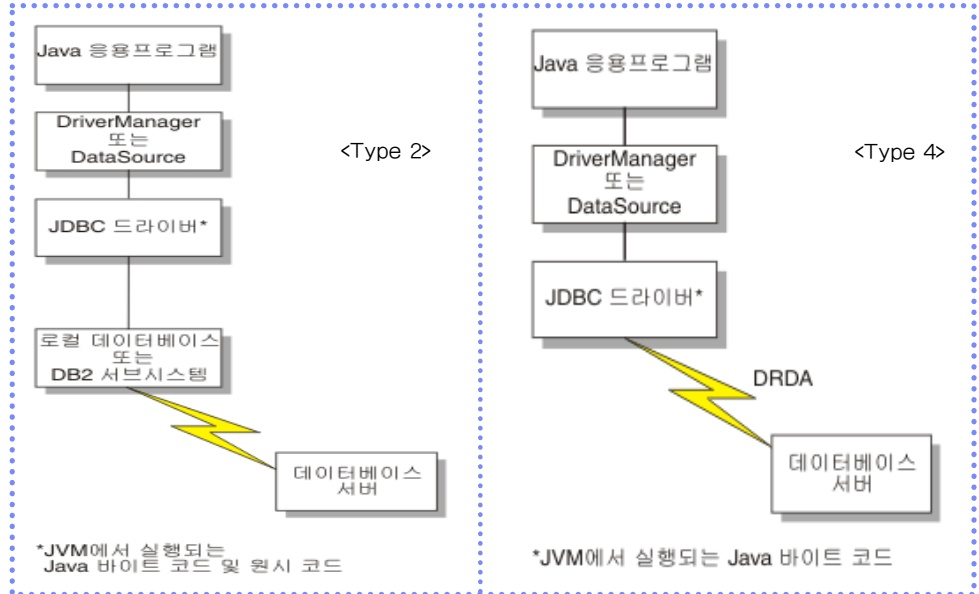 Java 응용프로그램
DriverManager
또는
DataSource
<Type 2>
JDBC 드라이버*
로컬 데이터베이스
또는
DB2 서브시스템
데이터베이스
서버
*JVM에서 실행되는
Java 바이트 코드 및 원시 코드
Java 응용프로그램
DriverManager
또는
DataSource
<Type 4>
JDBC 드라이버*
DRDA
데이터베이스
서버
*JVM에서 실행되는 Java 바이트 코드